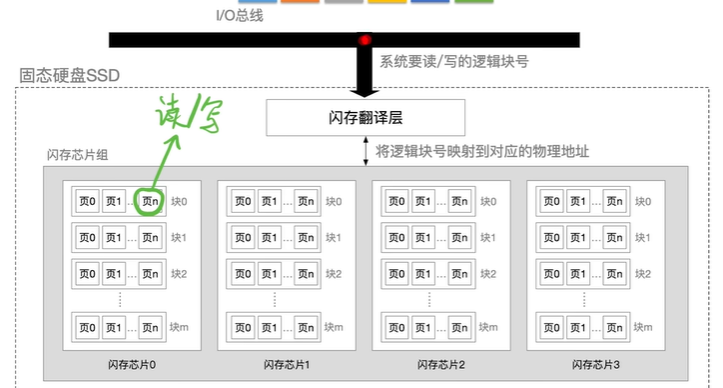 I/O总线
系统要读/写的逻辑块号
固态硬盘SSD
读/写
闪存翻译层
将逻辑块号映射到对应的物理地址
闪存芯片组
页0 页1 ... 页n 块0 页0 页1 ... 页n 块0 页0 页1 ... 页n 块0 页0 页1 ... 页n 块0
页0 页1 ... 页n 块1 页0 页1 ... 页n 块1 页0 页1 ... 页n 块1 页0 页1 ... 页n 块1
页0 页1 ... 页n 块2 页0 页1 ... 页n 块2 页0 页1 ... 页n 块2 页0 页1 ... 页n 块2
页0 页1 ... 页n 块m 页0 页1 ... 页n 块m 页0 页1 ... 页n 块m 页0 页1 ... 页n 块m
闪存芯片0 闪存芯片1 闪存芯片2 闪存芯片3